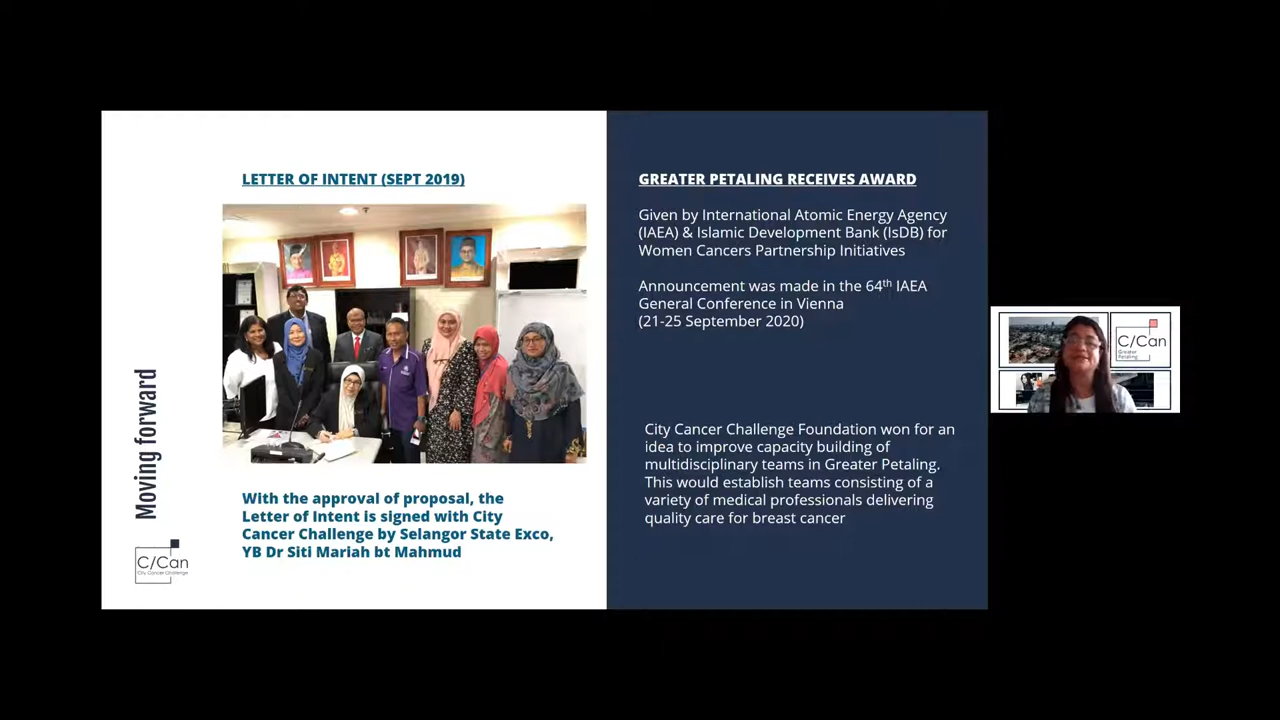 LETTER OF INTENT (SEPT 2019)
With the approval of proposal, the
Letter of Intent is signed with City
Cancer Challenge by Selangor State Exco,
YB Dr Siti Mariah bt Mahmud
Moving forward
C/Can
City Cancer Challenge
GREATER PETALING RECEIVES AWARD
Given by International Atomic Energy Agency
(IAEA) & Islamic Development Bank (IsDB) for
Women Cancers Partnership Initiatives
Announcement was made in the 64th IAEA
General Conference in Vienna
(21-25 September 2020)
City Cancer Challenge Foundation won for an
idea to improve capacity building of
multidisciplinary teams in Greater Petaling.
This would establish teams consisting of a
variety of medical professionals delivering
quality care for breast cancer
C/Can
Greater
Petaling